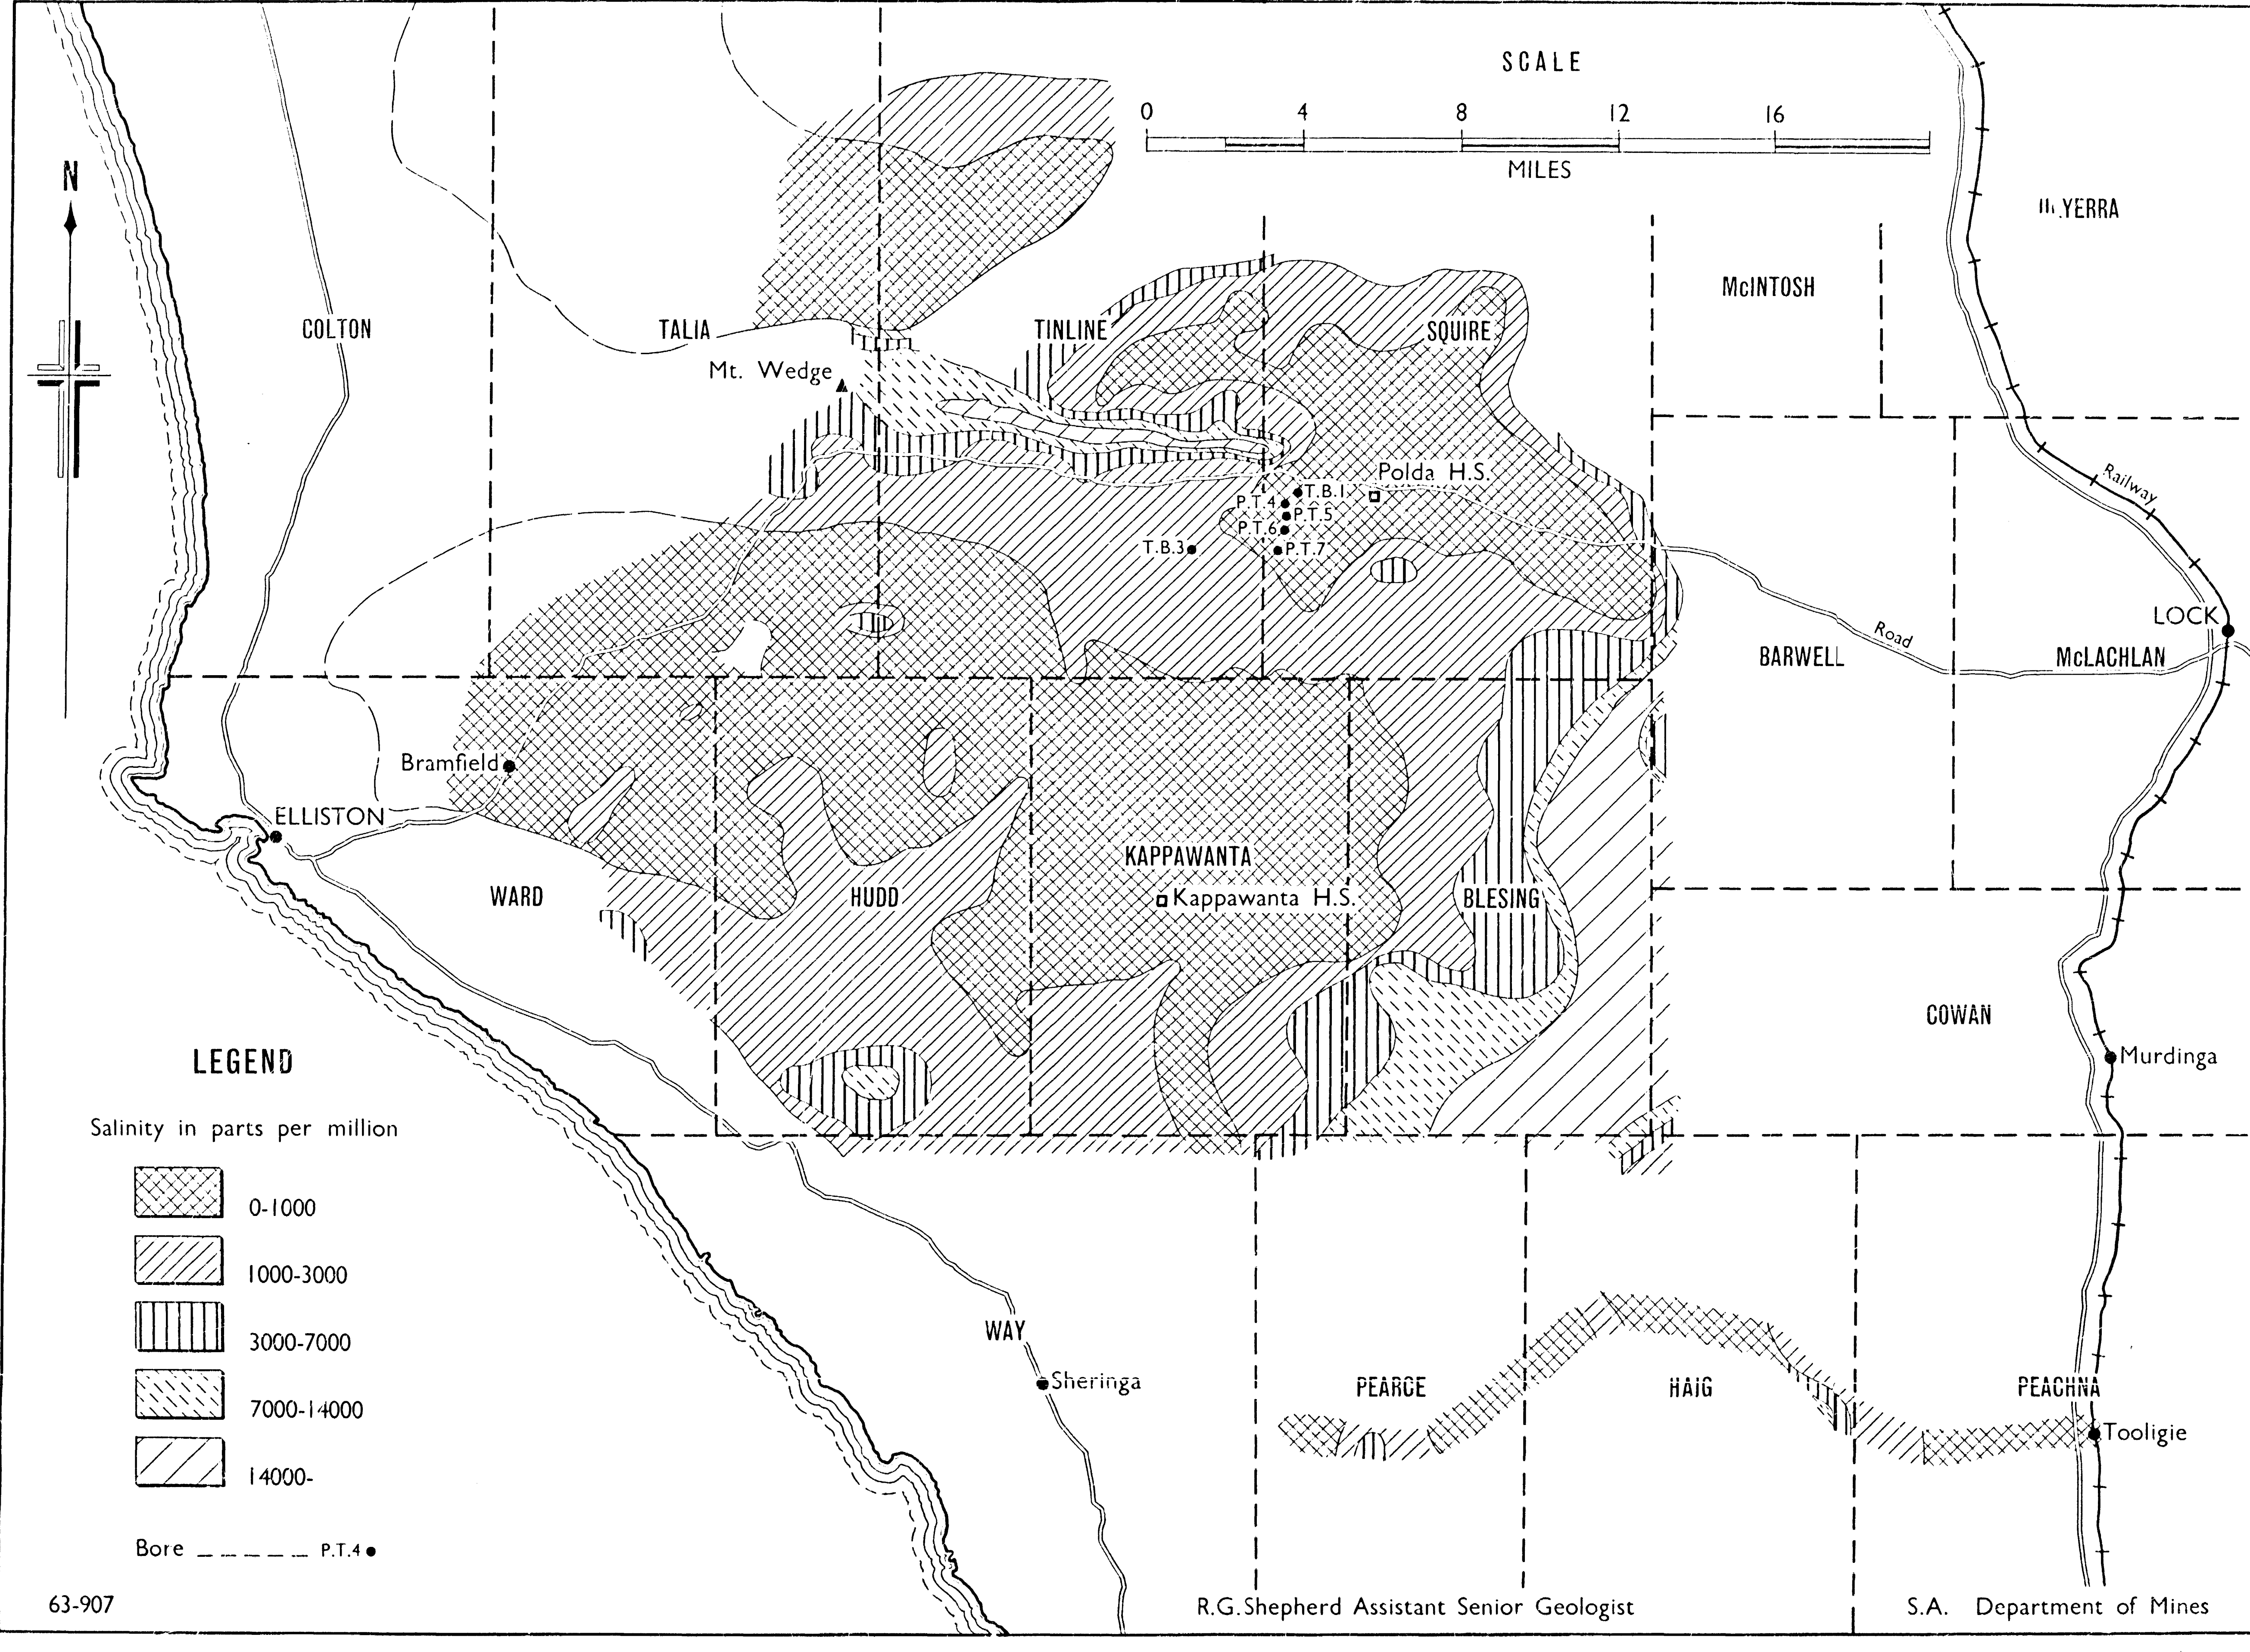 SCALE
0 4 8 12 16
MILES
N
YERRA
McINTOSH
COLTON
TALIA
TINLINE
SQUIRE
Mt. Wedge
Railway
Polda H.S.
T.B.1
P.T.4
P.T.5
P.T.6
T.B.3
P.T.7
LOCK
Road
BARWELL
McLACHLAN
Bramfield
ELLISTON
KAPPAWANTA
WARD
HUDD
Kappawanta H.S.
BLESING
COWAN
Murdinga
LEGEND
Salinity in parts per million
0-1000
1000-3000
3000-7000
7000-14000
14000-
Bore P.T.4
WAY
Sheringa
PEARCE
HAIG
PEACHNA
Tooligie
63-907
R.G.Shepherd Assistant Senior Geologist
S.A. Department of Mines